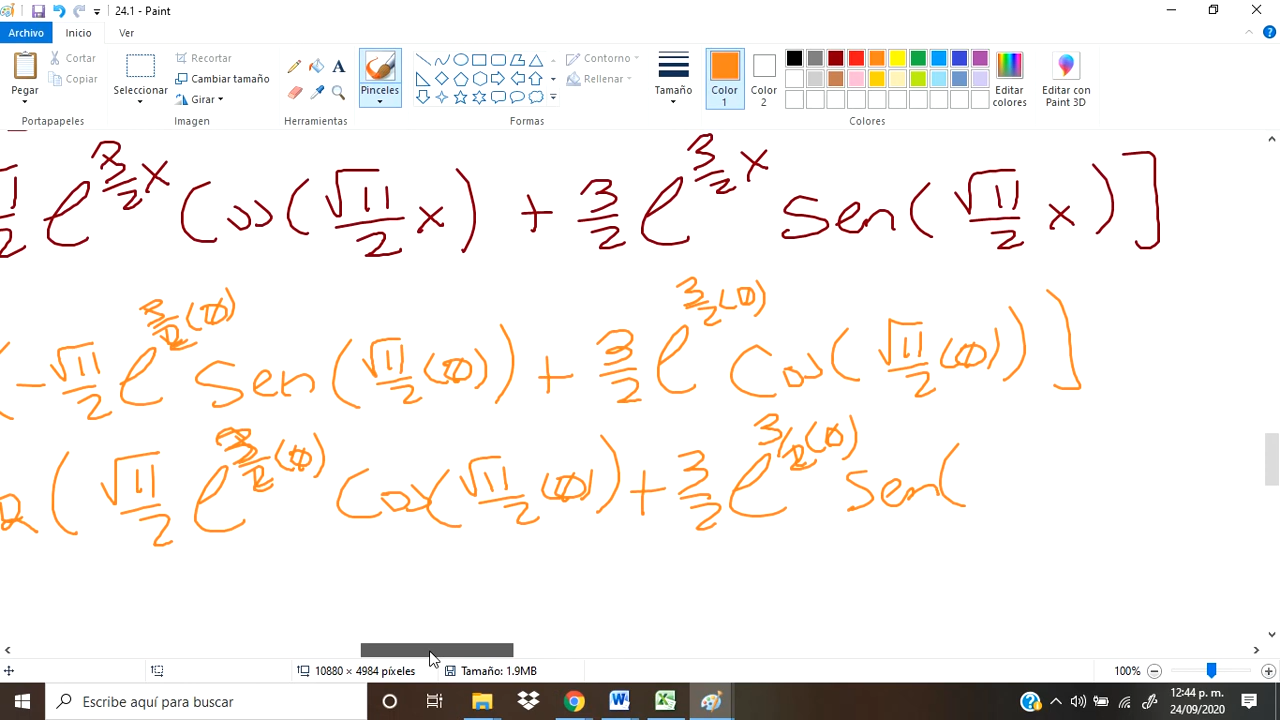 24.1 - Paint
Archivo Inicio Ver
Pegar Cortar Copiar Seleccionar Recortar Cambiar tamaño Girar Pinceles Contorno Rellenar Tamaño Color 1 Color 2 Editar colores Editar con Paint 3D
Portapapeles Imagen Herramientas Formas Colores
1/2 e^(3/2 x) Cos(√11/2 x) + 3/2 e^(3/2 x) Sen(√11/2 x)]
(-√11/2 e^(3/2(0)) Sen(√11/2(0)) + 3/2 e^(3/2(0)) Cos(√11/2(0))]
(√11/2 e^(3/2(0)) Cos(√11/2(0)) + 3/2 e^(3/2(0)) Sen(
10880 × 4984 píxeles Tamaño: 1.9MB 100%
Escribe aquí para buscar 12:44 p. m.
24/09/2020